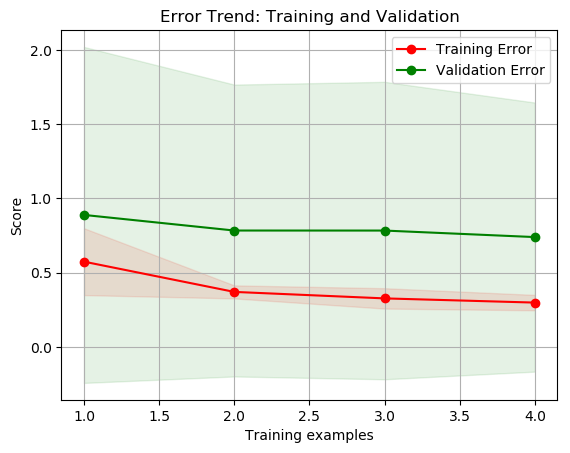 Error Trend: Training and Validation
Training Error
Validation Error
2.0
1.5
1.0
0.5
0.0
Score
1.0 1.5 2.0 2.5 3.0 3.5 4.0
Training examples